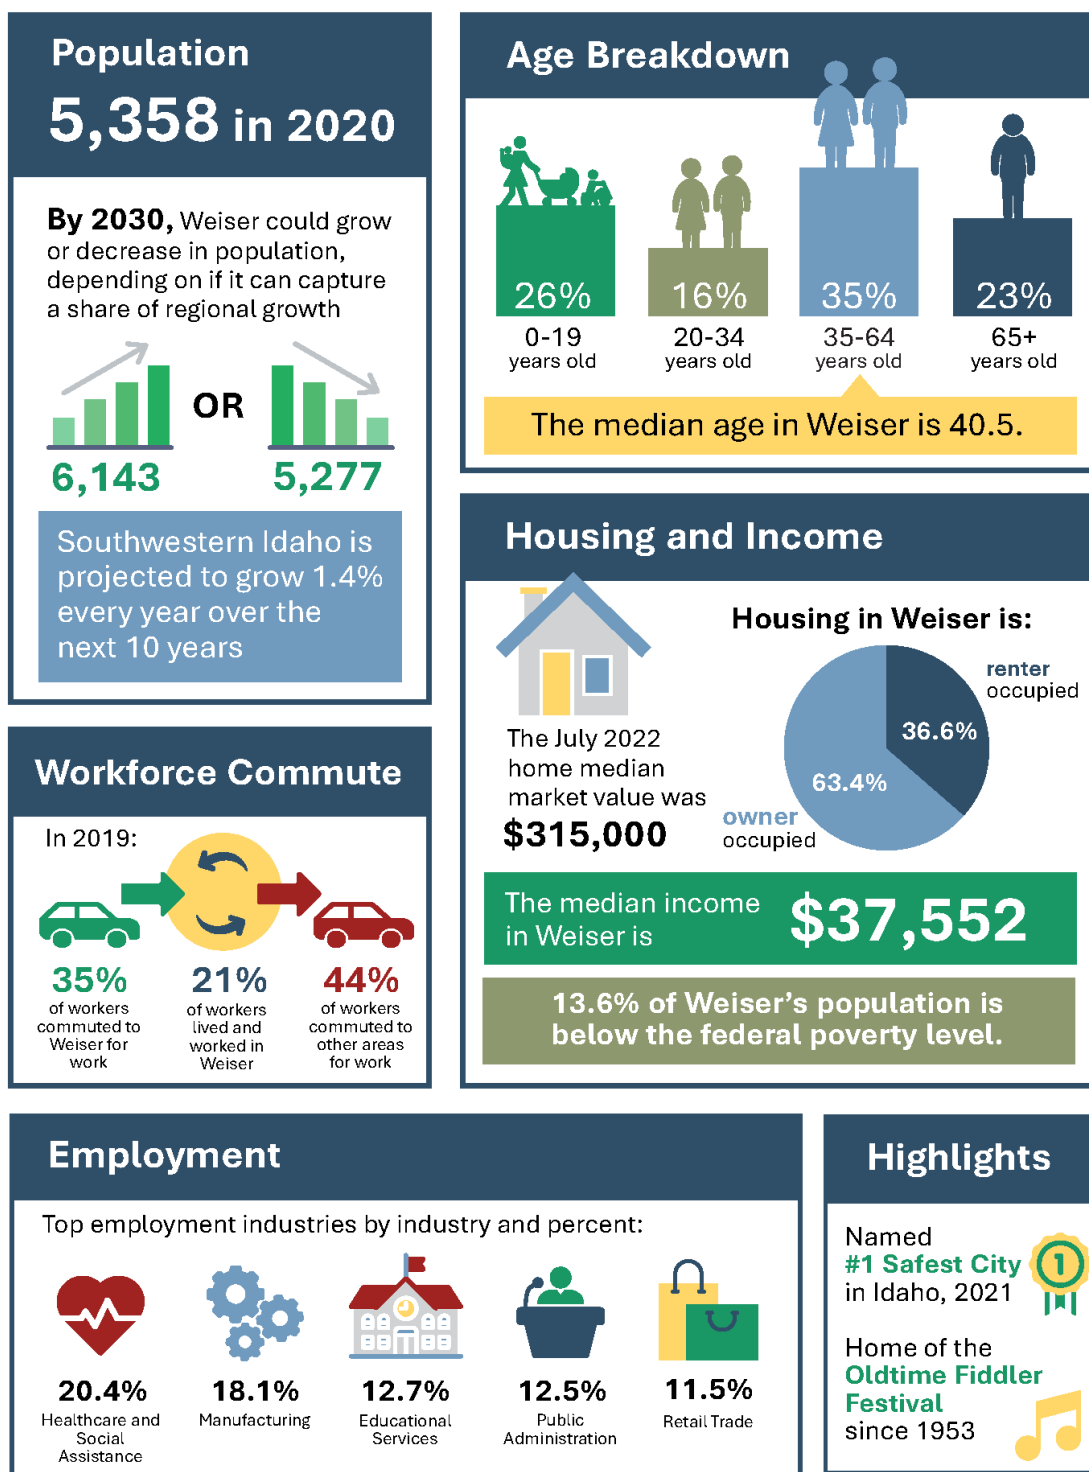 Population
5,358 in 2020
By 2030, Weiser could grow
or decrease in population,
depending on if it can capture
a share of regional growth
OR
6,143
5,277
Southwestern Idaho is
projected to grow 1.4%
every year over the
next 10 years
Age Breakdown
26%
16%
35%
23%
0-19
years old
20-34
years old
35-64
years old
65+
years old
The median age in Weiser is 40.5.
Housing and Income
The July 2022
home median
market value was
$315,000
Housing in Weiser is:
renter
occupied
36.6%
63.4%
owner
occupied
The median income
in Weiser is
$37,552
13.6% of Weiser's population is
below the federal poverty level.
Workforce Commute
In 2019:
35%
of workers
commuted to
Weiser for
work
21%
of workers
lived and
worked in
Weiser
44%
of workers
commuted to
other areas
for work
Employment
Top employment industries by industry and percent:
20.4%
Healthcare and
Social
Assistance
18.1%
Manufacturing
12.7%
Educational
Services
12.5%
Public
Administration
11.5%
Retail Trade
Highlights
Named
#1 Safest City
in Idaho, 2021
1
Home of the
Oldtime Fiddler
Festival
since 1953